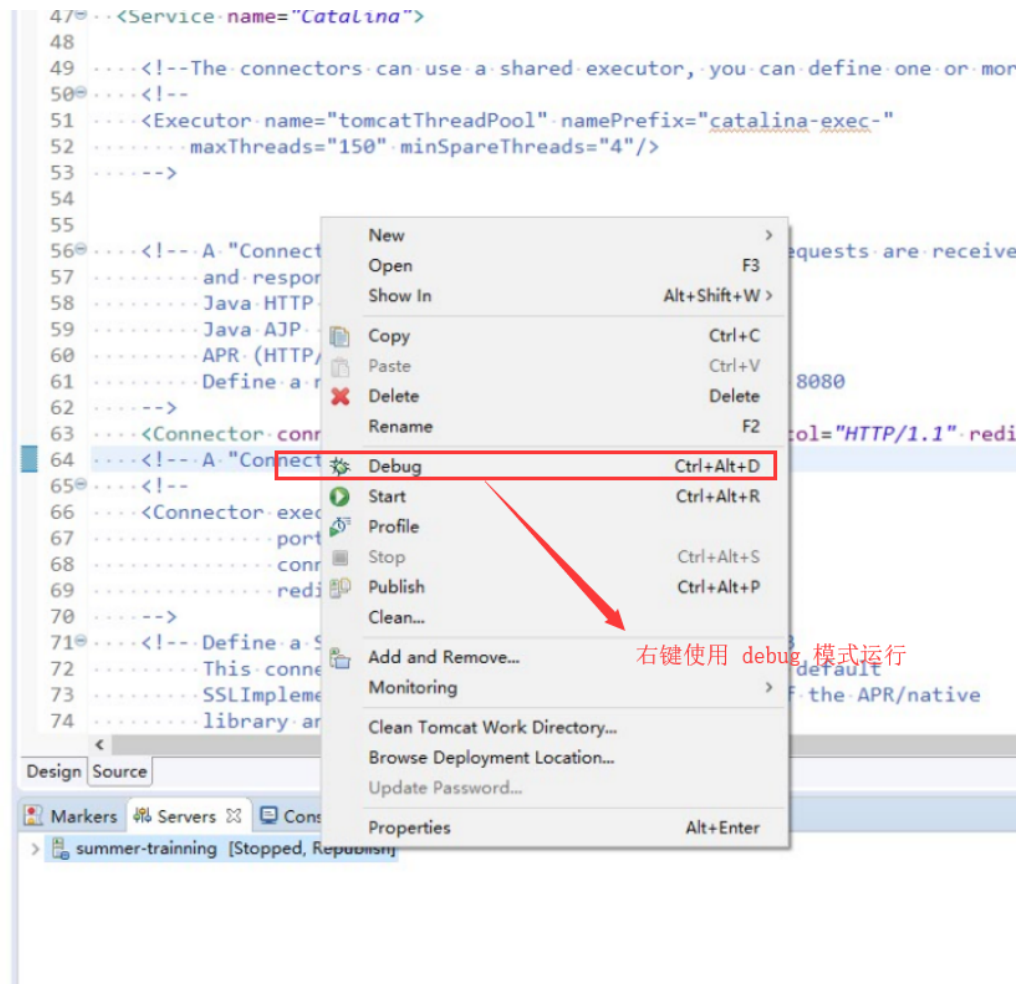 47 <Service name="Catalina">
48
49 <!--The connectors can use a shared executor, you can define one or mor
50 <!--
51 <Executor name="tomcatThreadPool" namePrefix="catalina-exec-"
52 maxThreads="150" minSpareThreads="4"/>
53 -->
54
55
56 <!-- A "Connect equests are receive
57 and respon
58 Java HTTP
59 Java AJP
60 APR (HTTP/
61 Define a n 8080
62 -->
63 <Connector conn col="HTTP/1.1" redi
64 <!-- A "Connect
65 <!--
66 <Connector exec
67 port
68 conn
69 redi
70 -->
71 <!-- Define a S 3
72 This conne default
73 SSLImpleme f the APR/native
74 library an
New
Open F3
Show In Alt+Shift+W >
Copy Ctrl+C
Paste Ctrl+V
Delete Delete
Rename F2
Debug Ctrl+Alt+D
Start Ctrl+Alt+R
Profile
Stop Ctrl+Alt+S
Publish Ctrl+Alt+P
Clean...
Add and Remove...
Monitoring
Clean Tomcat Work Directory...
Browse Deployment Location...
Update Password...
Properties Alt+Enter
右键使用 debug 模式运行
Design Source
Markers Servers Cons
summer-trainning [Stopped, Republish]